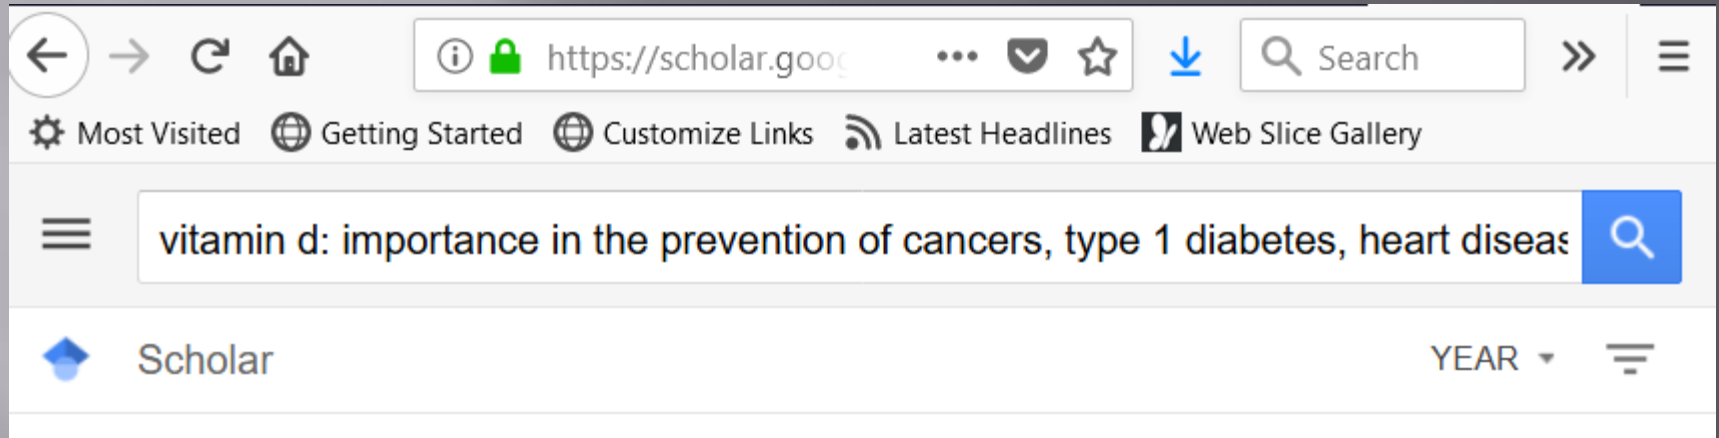 https://scholar.goog
Search
Most Visited Getting Started Customize Links Latest Headlines Web Slice Gallery
vitamin d: importance in the prevention of cancers, type 1 diabetes, heart diseas
Scholar YEAR